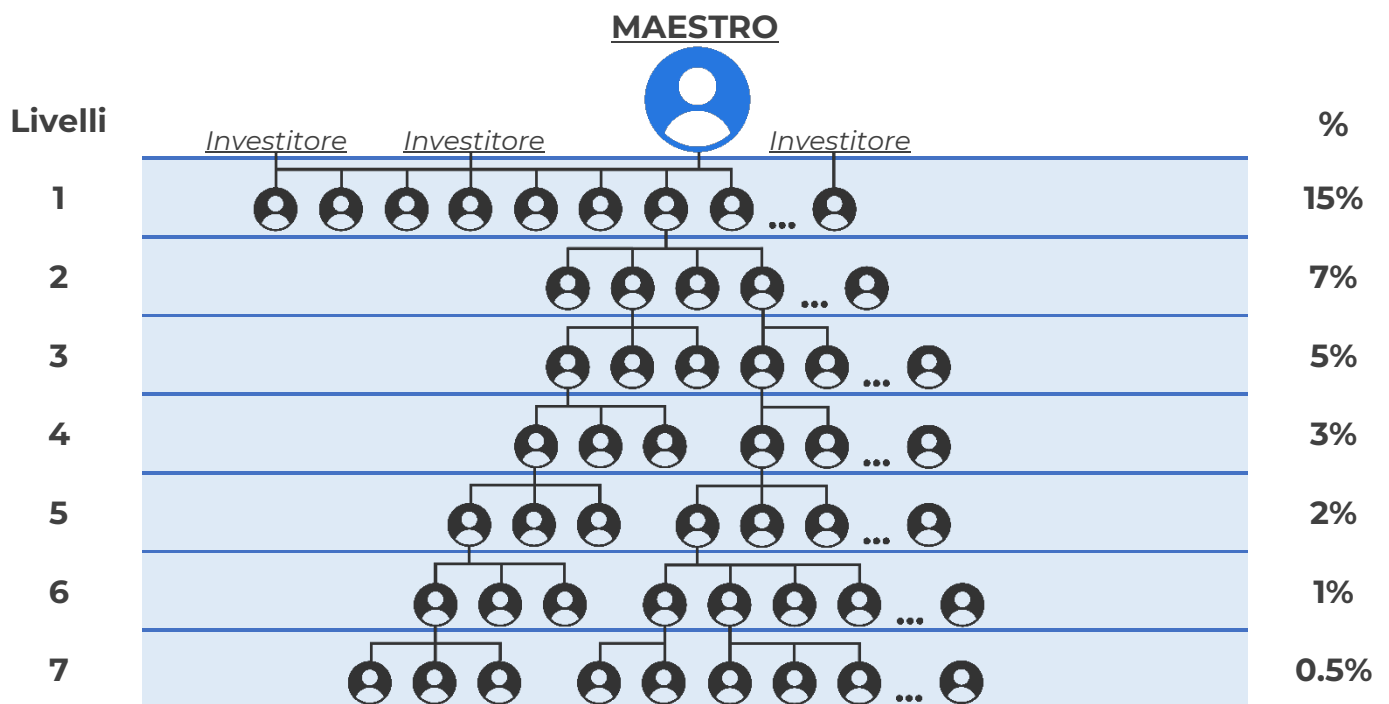 MAESTRO
Livelli
%
Investitore Investitore Investitore
1 ... 15%
2 ... 7%
3 ... 5%
4 ... 3%
5 ... 2%
6 ... 1%
7 ... 0.5%